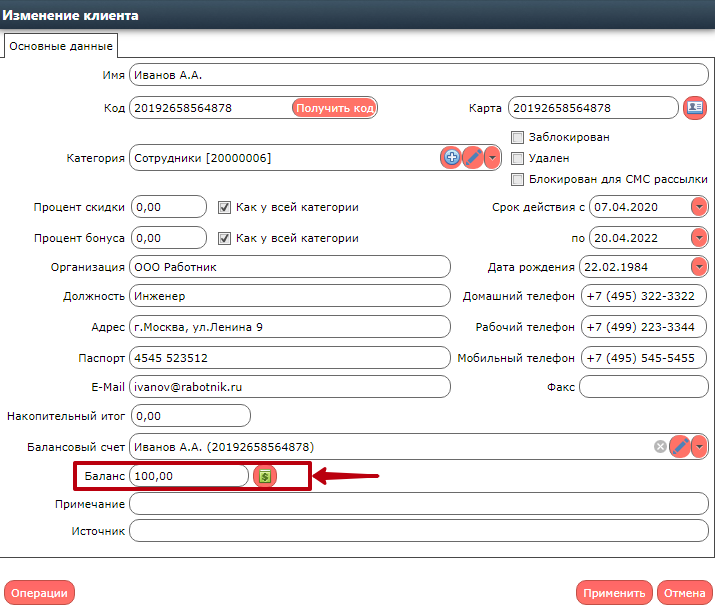 Изменение клиента
Основные данные
Имя Иванов А.А.
Код 20192658564878 Получить код Карта 20192658564878
Заблокирован
Категория Сотрудники [20000006] Удален
Блокирован для СМС рассылки
Процент скидки 0,00 Как у всей категории Срок действия с 07.04.2020
Процент бонуса 0,00 Как у всей категории по 20.04.2022
Организация ООО Работник Дата рождения 22.02.1984
Должность Инженер Домашний телефон +7 (495) 322-3322
Адрес г.Москва, ул.Ленина 9 Рабочий телефон +7 (499) 223-3344
Паспорт 4545 523512 Мобильный телефон +7 (495) 545-5455
E-Mail ivanov@rabotnik.ru Факс
Накопительный итог 0,00
Балансовый счет Иванов А.А. (20192658564878)
Баланс 100,00
Примечание
Источник
Операции Применить Отмена